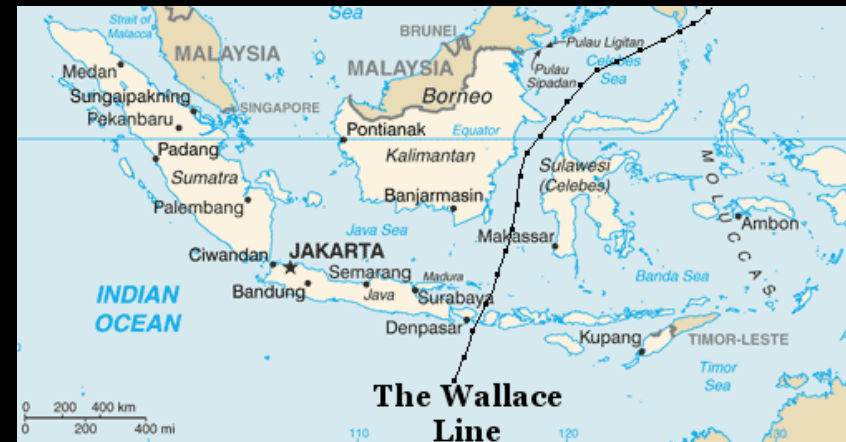 Strait of
Malacca
Sea
BRUNEI
Pulau Ligitan
MALAYSIA
MALAYSIA
Celebes
Sea
Medan
Pulau
Sipadan
Sungaipakning
Borneo
SINGAPORE
Pekanbaru
Pontianak
Equator
Padang
Kalimantan
Sulawesi
(Celebes)
MOLUCCAS
Sumatra
Banjarmasin
Palembang
Ambon
Java Sea
Makassar
Ciwandan
JAKARTA
Semarang
Madura
Banda Sea
Bandung
Java
Surabaya
INDIAN
OCEAN
Denpasar
Kupang
TIMOR-LESTE
Timor
Sea
The Wallace
Line
0 200 400 km
0 200 400 mi
110
120
130